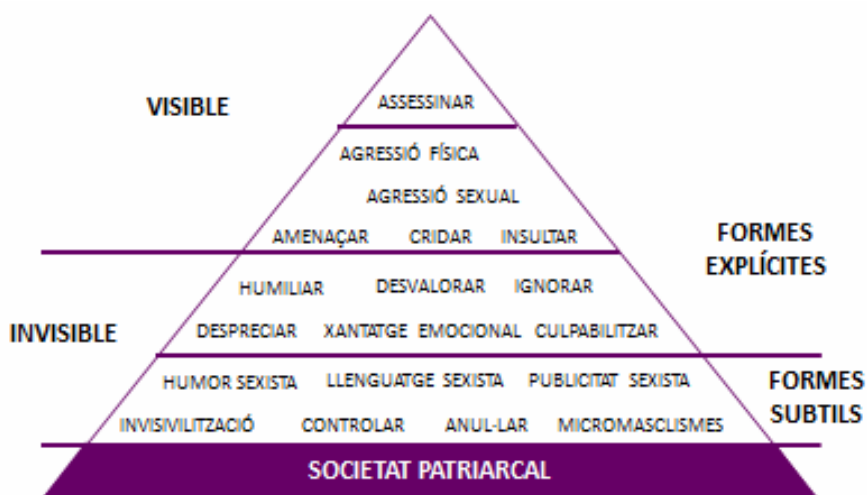 VISIBLE
ASSESSINAR
AGRESSIÓ FÍSICA
AGRESSIÓ SEXUAL
AMENAÇAR CRIDAR INSULTAR
FORMES
EXPLÍCITES
HUMILIAR DESVALORAR IGNORAR
INVISIBLE
DESPRECIAR XANTATGE EMOCIONAL CULPABILITZAR
HUMOR SEXISTA LLENGUATGE SEXISTA PUBLICITAT SEXISTA
FORMES
SUBTILS
INVISIVILITZACIÓ CONTROLAR ANUL-LAR MICROMASCLISMES
SOCIETAT PATRIARCAL